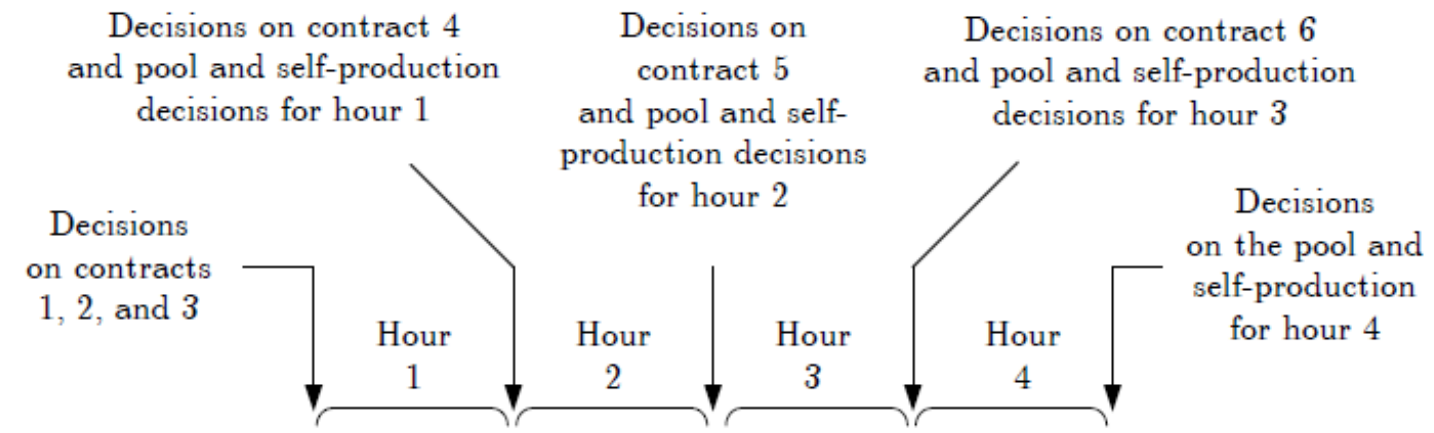 Decisions on contract 4
and pool and self-production
decisions for hour 1
Decisions on
contract 5
and pool and self-
production decisions
for hour 2
Decisions on contract 6
and pool and self-production
decisions for hour 3
Decisions
on contracts
1, 2, and 3
Decisions
on the pool and
self-production
for hour 4
Hour
1
Hour
2
Hour
3
Hour
4